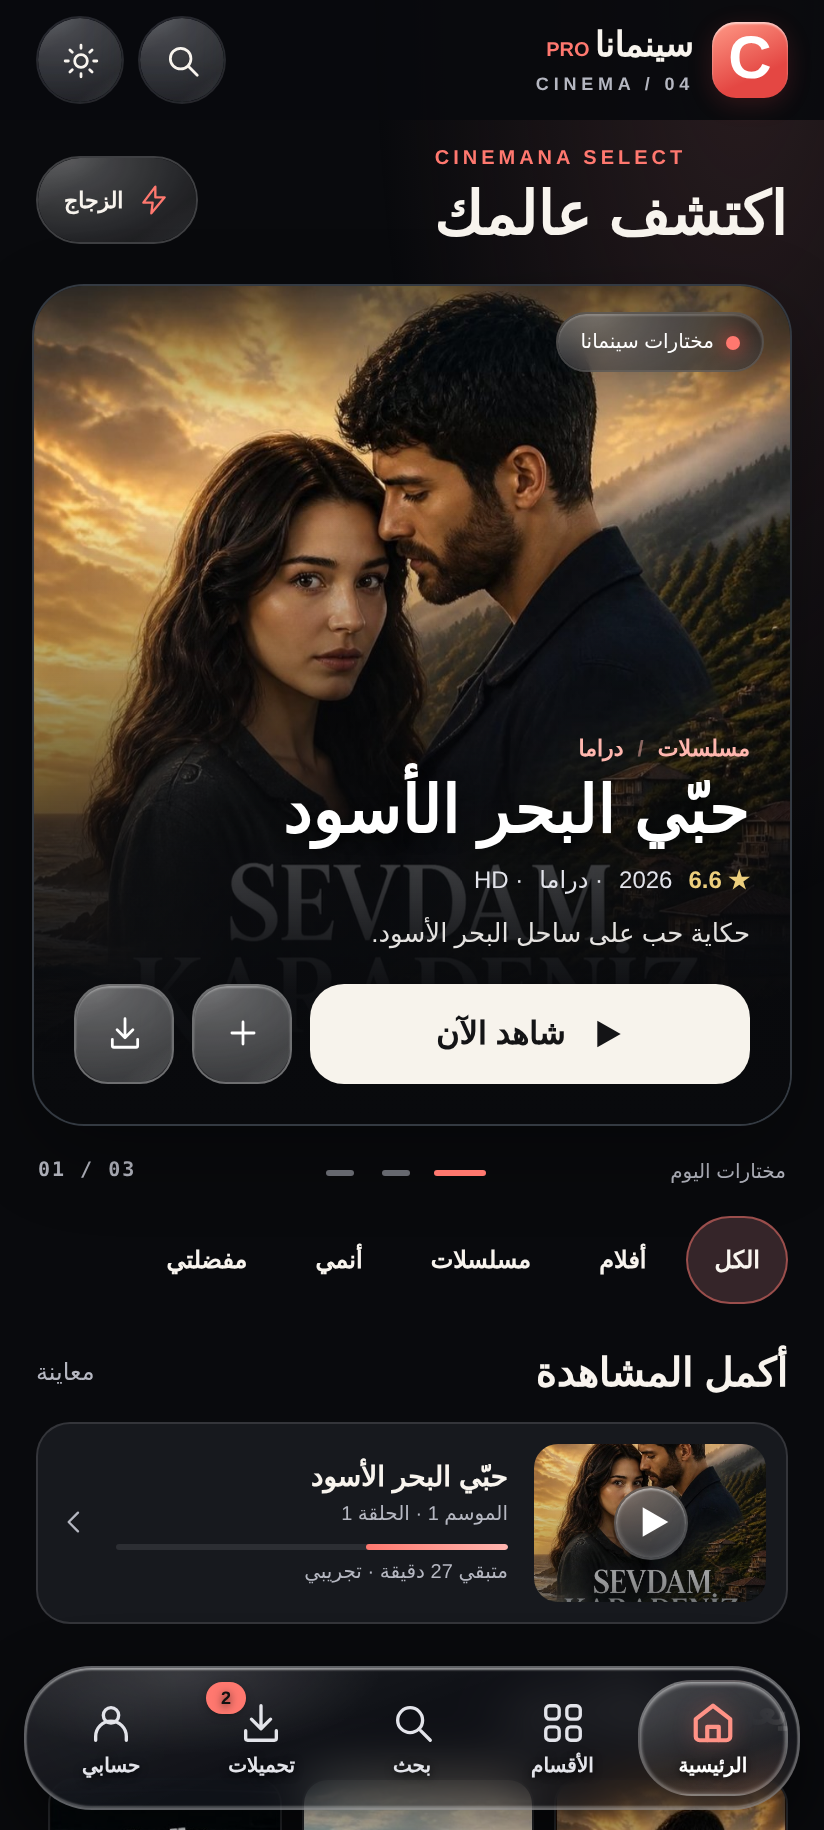 C
سينمانا PRO
CINEMA / 04
CINEMANA SELECT
اكتشف عالمك
الزجاج
مختارات سينمانا
مسلسلات / دراما
حبّي البحر الأسود
★ 6.6 2026 · دراما · HD
SEVDAM
حكاية حب على ساحل البحر الأسود.
KARADENİZ
شاهد الآن
مختارات اليوم
01 / 03
الكل
أفلام
مسلسلات
أنمي
مفضلتي
أكمل المشاهدة
معاينة
حبّي البحر الأسود
الموسم 1 · الحلقة 1
متبقي 27 دقيقة · تجريبي
SEVDAM
KARADENİZ
الرئيسية
الأقسام
بحث
2
تحميلات
حسابي